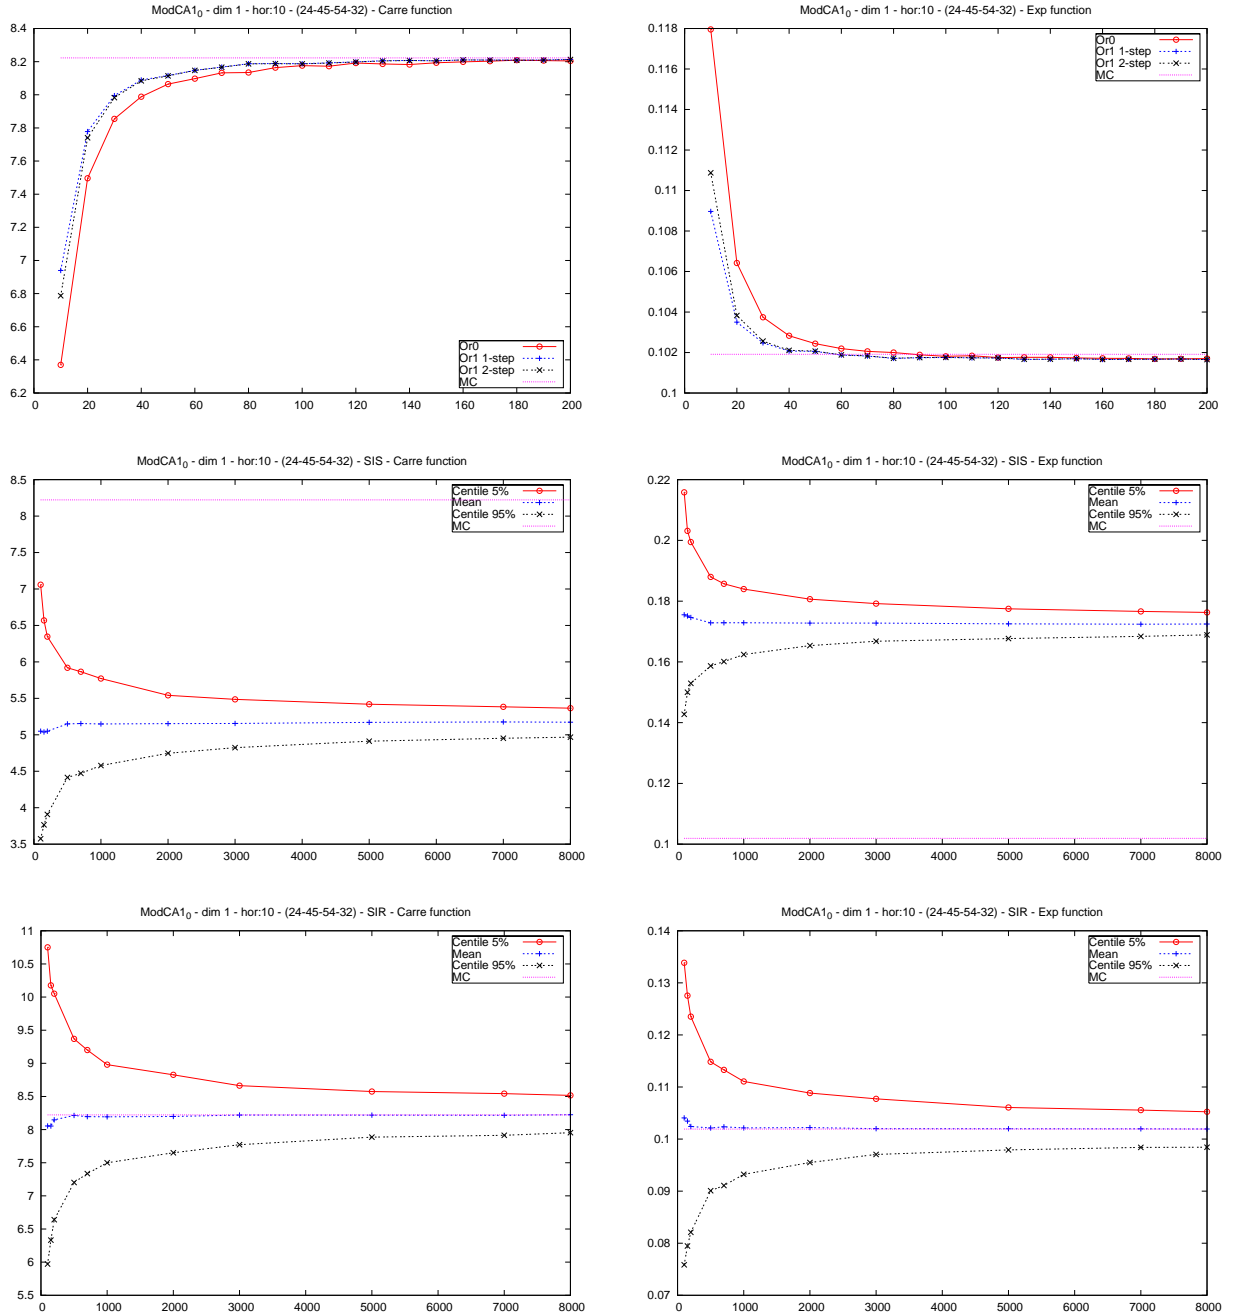 ModCA1₀ - dim 1 - hor:10 - (24-45-54-32) - Carre function
8.4
8.2
8
7.8
7.6
7.4
7.2
7
6.8
6.6
6.4
6.2
0 20 40 60 80 100 120 140 160 180 200
Or0
Or1 1-step
Or1 2-step
MC
ModCA1₀ - dim 1 - hor:10 - (24-45-54-32) - Exp function
0.118
0.116
0.114
0.112
0.11
0.108
0.106
0.104
0.102
0.1
0 20 40 60 80 100 120 140 160 180 200
Or0
Or1 1-step
Or1 2-step
MC
ModCA1₀ - dim 1 - hor:10 - (24-45-54-32) - SIS - Carre function
8.5
8
7.5
7
6.5
6
5.5
5
4.5
4
3.5
0 1000 2000 3000 4000 5000 6000 7000 8000
Centile 5%
Mean
Centile 95%
MC
ModCA1₀ - dim 1 - hor:10 - (24-45-54-32) - SIS - Exp function
0.22
0.2
0.18
0.16
0.14
0.12
0.1
0 1000 2000 3000 4000 5000 6000 7000 8000
Centile 5%
Mean
Centile 95%
MC
ModCA1₀ - dim 1 - hor:10 - (24-45-54-32) - SIR - Carre function
11
10.5
10
9.5
9
8.5
8
7.5
7
6.5
6
5.5
0 1000 2000 3000 4000 5000 6000 7000 8000
Centile 5%
Mean
Centile 95%
MC
ModCA1₀ - dim 1 - hor:10 - (24-45-54-32) - SIR - Exp function
0.14
0.13
0.12
0.11
0.1
0.09
0.08
0.07
0 1000 2000 3000 4000 5000 6000 7000 8000
Centile 5%
Mean
Centile 95%
MC